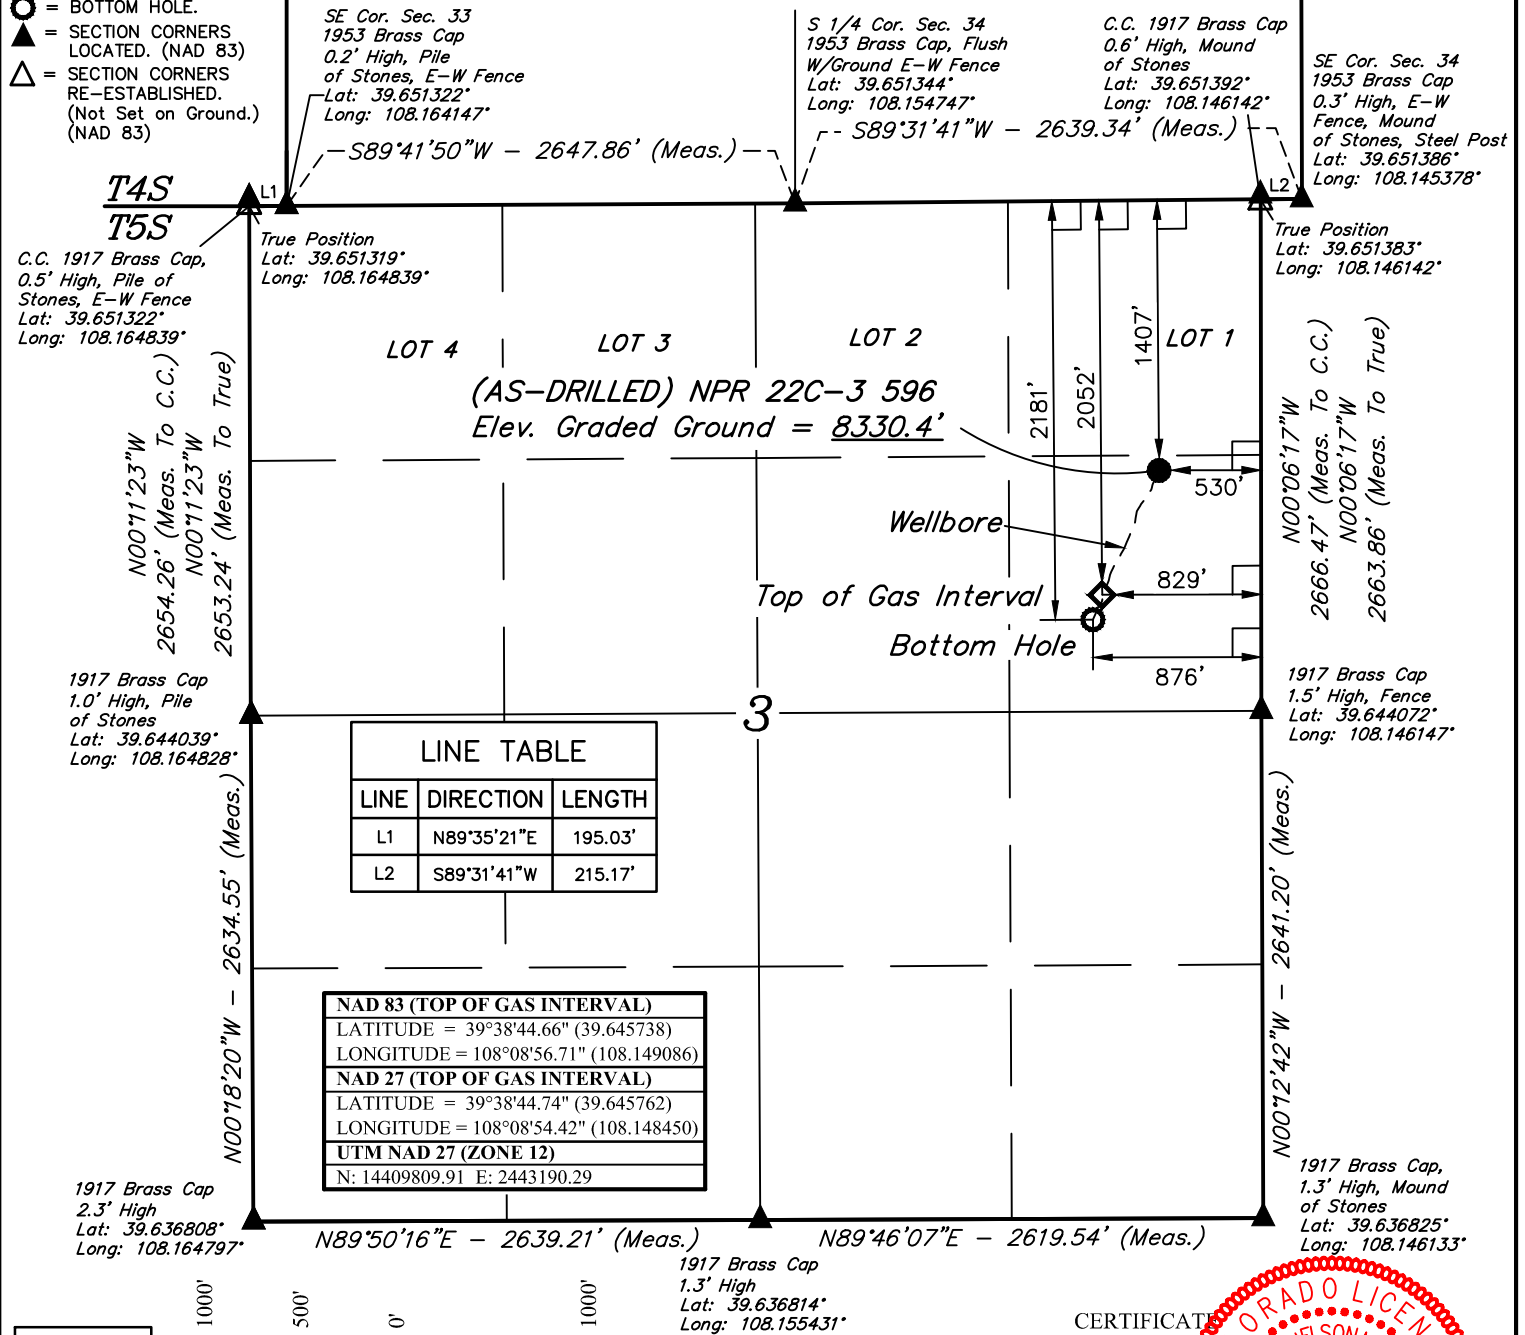 = BOTTOM HOLE.
= SECTION CORNERS
LOCATED. (NAD 83)
= SECTION CORNERS
RE-ESTABLISHED.
(Not Set on Ground.)
(NAD 83)
SE Cor. Sec. 33
1953 Brass Cap
0.2' High, Pile
of Stones, E-W Fence
Lat: 39.651322°
Long: 108.164147°
S 1/4 Cor. Sec. 34
1953 Brass Cap, Flush
W/Ground E-W Fence
Lat: 39.651344°
Long: 108.154747°
C.C. 1917 Brass Cap
0.6' High, Mound
of Stones
Lat: 39.651392°
Long: 108.146142°
SE Cor. Sec. 34
1953 Brass Cap
0.3' High, E-W
Fence, Mound
of Stones, Steel Post
Lat: 39.651386°
Long: 108.145378°
S89°41'50"W - 2647.86' (Meas.)
S89°31'41"W - 2639.34' (Meas.)
T4S
T5S
L1
L2
C.C. 1917 Brass Cap,
0.5' High, Pile of
Stones, E-W Fence
Lat: 39.651322°
Long: 108.164839°
True Position
Lat: 39.651319°
Long: 108.164839°
True Position
Lat: 39.651383°
Long: 108.146142°
LOT 4
LOT 3
LOT 2
LOT 1
(AS-DRILLED) NPR 22C-3 596
Elev. Graded Ground = 8330.4'
2181'
2052'
1407'
530'
Wellbore
829'
Top of Gas Interval
Bottom Hole
876'
N00°11'23"W
2654.26' (Meas. To C.C.)
N00°11'23"W
2653.24' (Meas. To True)
N00°06'17"W
2666.47' (Meas. To C.C.)
N00°06'17"W
2663.86' (Meas. To True)
1917 Brass Cap
1.0' High, Pile
of Stones
Lat: 39.644039°
Long: 108.164828°
1917 Brass Cap
1.5' High, Fence
Lat: 39.644072°
Long: 108.146147°
3
LINE TABLE
LINE DIRECTION LENGTH
L1 N89°35'21"E 195.03'
L2 S89°31'41"W 215.17'
N00°18'20"W - 2634.55' (Meas.)
N00°12'42"W - 2641.20' (Meas.)
NAD 83 (TOP OF GAS INTERVAL)
LATITUDE = 39°38'44.66" (39.645738)
LONGITUDE = 108°08'56.71" (108.149086)
NAD 27 (TOP OF GAS INTERVAL)
LATITUDE = 39°38'44.74" (39.645762)
LONGITUDE = 108°08'54.42" (108.148450)
UTM NAD 27 (ZONE 12)
N: 14409809.91 E: 2443190.29
1917 Brass Cap
2.3' High
Lat: 39.636808°
Long: 108.164797°
1917 Brass Cap,
1.3' High, Mound
of Stones
Lat: 39.636825°
Long: 108.146133°
N89°50'16"E - 2639.21' (Meas.)
N89°46'07"E - 2619.54' (Meas.)
1917 Brass Cap
1.3' High
Lat: 39.636814°
Long: 108.155431°
1000'
500'
0'
1000'
CERTIFICATE
ORADO LICEN